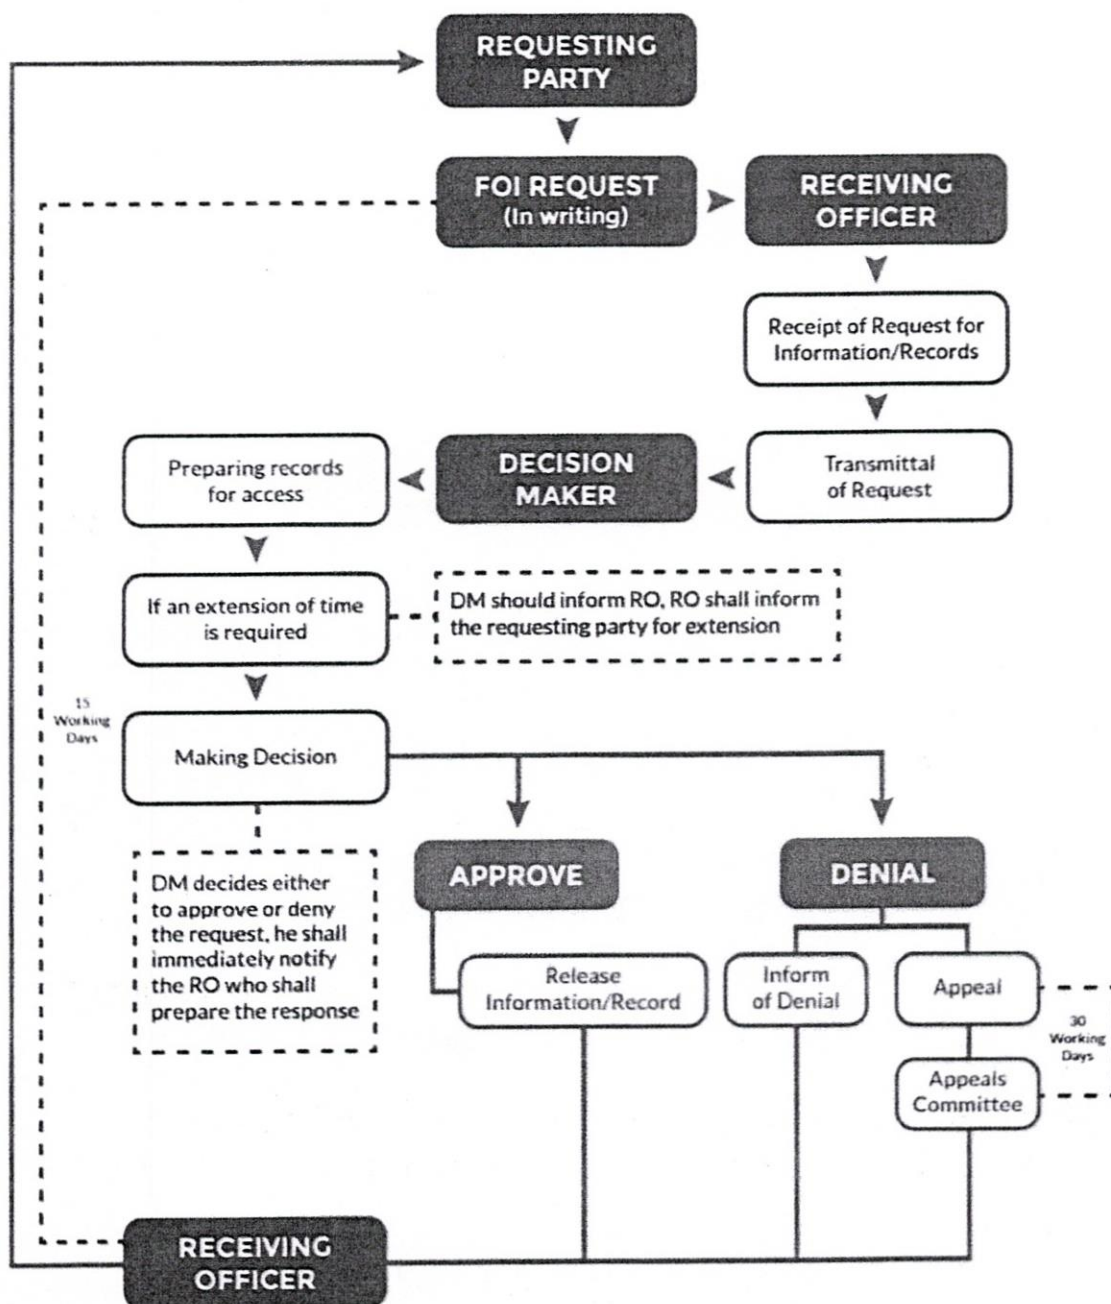 REQUESTING
PARTY
FOI REQUEST
(In writing)
RECEIVING
OFFICER
Receipt of Request for
Information/Records
Transmittal
of Request
DECISION
MAKER
Preparing records
for access
If an extension of time
is required
DM should inform RO, RO shall inform
the requesting party for extension
15
Working
Days
Making Decision
DM decides either
to approve or deny
the request, he shall
immediately notify
the RO who shall
prepare the response
APPROVE
DENIAL
Release
Information/Record
Inform
of Denial
Appeal
30
Working
Days
Appeals
Committee
RECEIVING
OFFICER